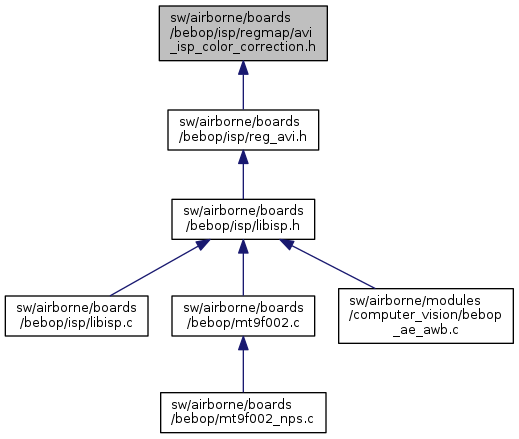 sw/airborne/boards
/bebop/isp/regmap/avi
_isp_color_correction.h
sw/airborne/boards
/bebop/isp/reg_avi.h
sw/airborne/boards
/bebop/isp/libisp.h
sw/airborne/boards
/bebop/isp/libisp.c
sw/airborne/boards
/bebop/mt9f002.c
sw/airborne/modules
/computer_vision/bebop
_ae_awb.c
sw/airborne/boards
/bebop/mt9f002_nps.c